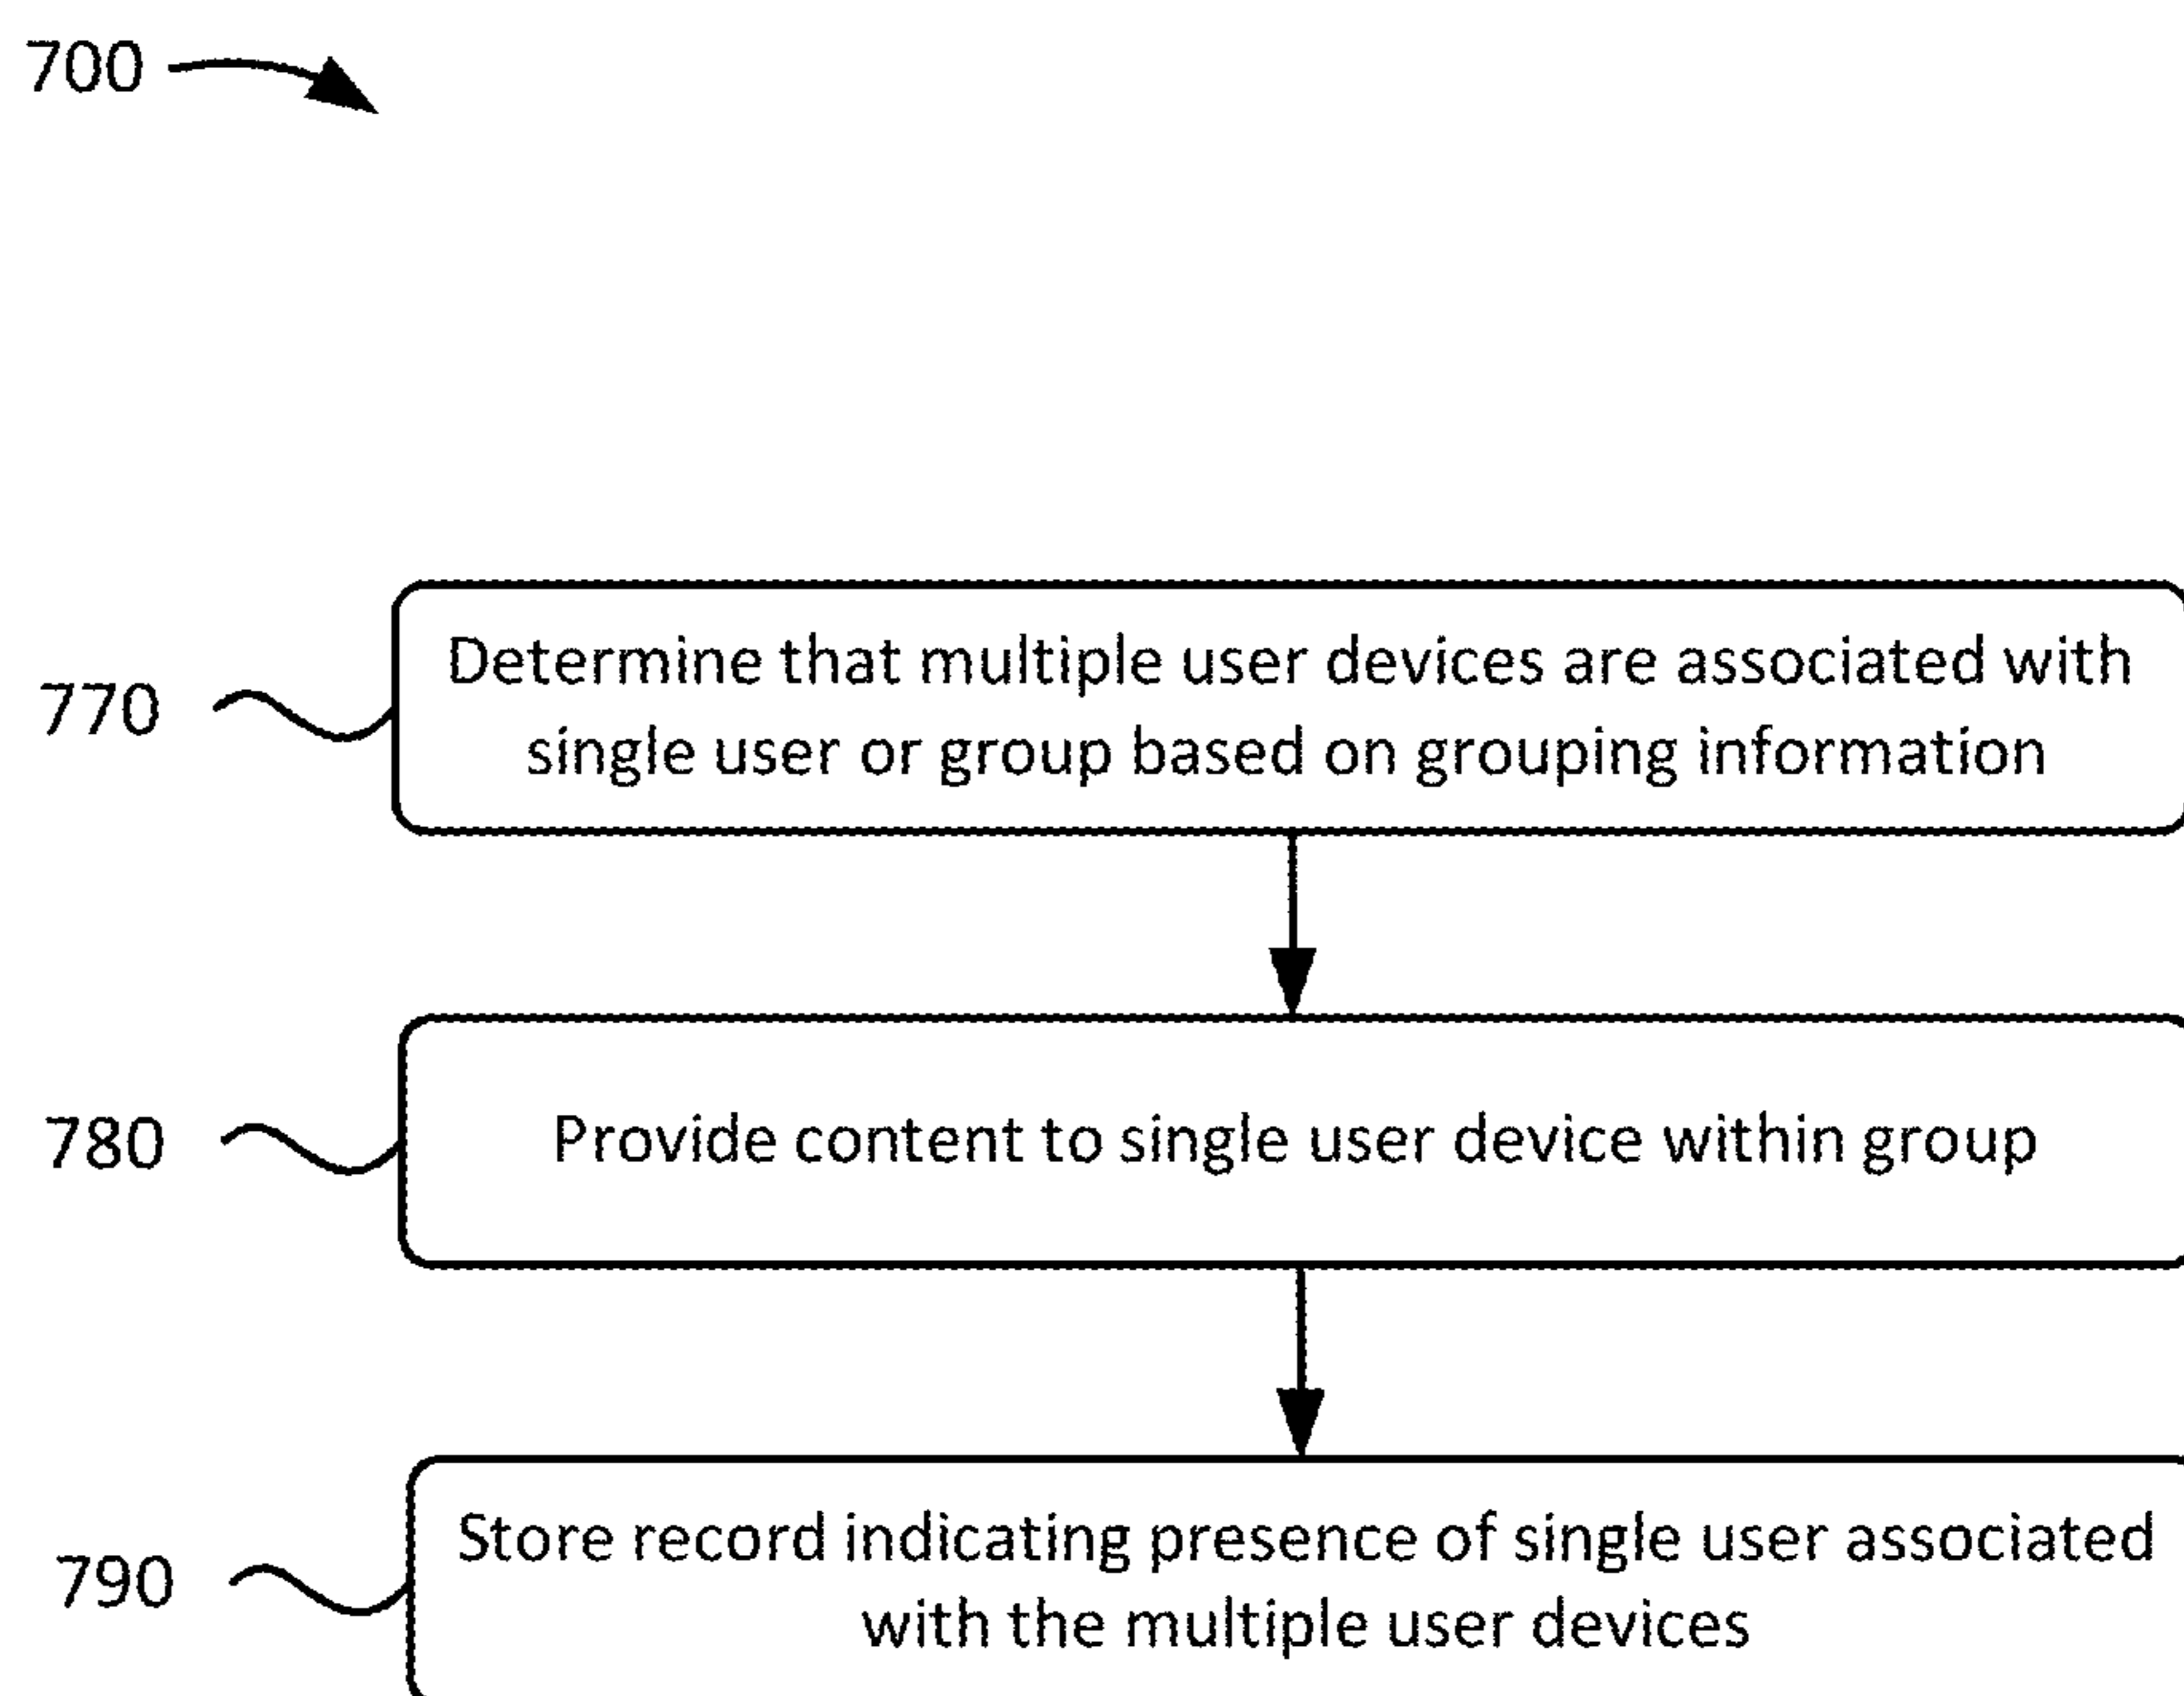 700
770
Determine that multiple user devices are associated with
single user or group based on grouping information
780
Provide content to single user device within group
790
Store record indicating presence of single user associated
with the multiple user devices